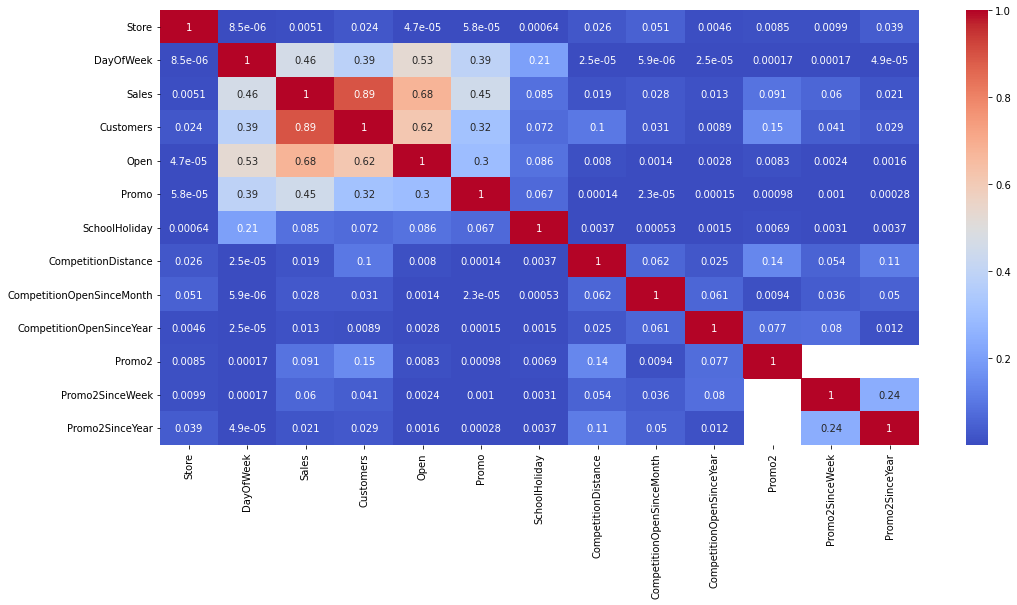 Store 1 8.5e-06 0.0051 0.024 4.7e-05 5.8e-05 0.00064 0.026 0.051 0.0046 0.0085 0.0099 0.039
DayOfWeek 8.5e-06 1 0.46 0.39 0.53 0.39 0.21 2.5e-05 5.9e-06 2.5e-05 0.00017 0.00017 4.9e-05
Sales 0.0051 0.46 1 0.89 0.68 0.45 0.085 0.019 0.028 0.013 0.091 0.06 0.021
Customers 0.024 0.39 0.89 1 0.62 0.32 0.072 0.1 0.031 0.0089 0.15 0.041 0.029
Open 4.7e-05 0.53 0.68 0.62 1 0.3 0.086 0.008 0.0014 0.0028 0.0083 0.0024 0.0016
Promo 5.8e-05 0.39 0.45 0.32 0.3 1 0.067 0.00014 2.3e-05 0.00015 0.00098 0.001 0.00028
SchoolHoliday 0.00064 0.21 0.085 0.072 0.086 0.067 1 0.0037 0.00053 0.0015 0.0069 0.0031 0.0037
CompetitionDistance 0.026 2.5e-05 0.019 0.1 0.008 0.00014 0.0037 1 0.062 0.025 0.14 0.054 0.11
CompetitionOpenSinceMonth 0.051 5.9e-06 0.028 0.031 0.0014 2.3e-05 0.00053 0.062 1 0.061 0.0094 0.036 0.05
CompetitionOpenSinceYear 0.0046 2.5e-05 0.013 0.0089 0.0028 0.00015 0.0015 0.025 0.061 1 0.077 0.08 0.012
Promo2 0.0085 0.00017 0.091 0.15 0.0083 0.00098 0.0069 0.14 0.0094 0.077 1
Promo2SinceWeek 0.0099 0.00017 0.06 0.041 0.0024 0.001 0.0031 0.054 0.036 0.08 1 0.24
Promo2SinceYear 0.039 4.9e-05 0.021 0.029 0.0016 0.00028 0.0037 0.11 0.05 0.012 0.24 1
Store
DayOfWeek
Sales
Customers
Open
Promo
SchoolHoliday
CompetitionDistance
CompetitionOpenSinceMonth
CompetitionOpenSinceYear
Promo2
Promo2SinceWeek
Promo2SinceYear
1.0
0.8
0.6
0.4
0.2